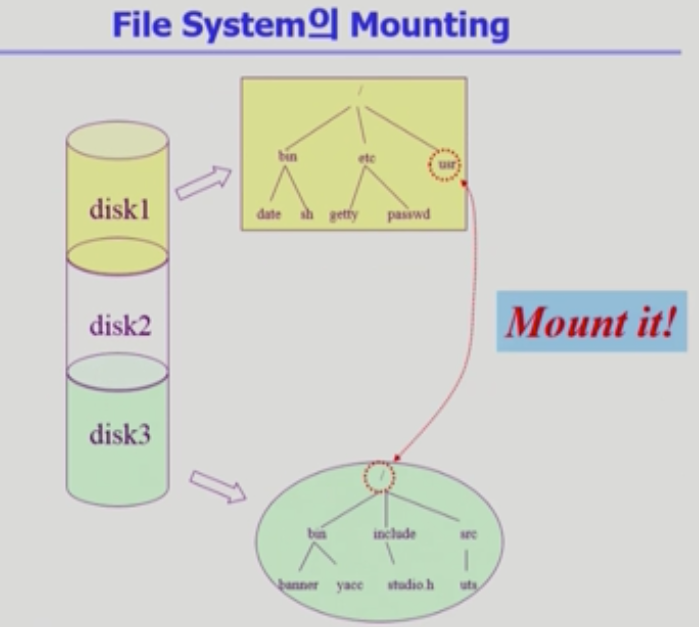 File System의 Mounting
/
bin etc usr
date sh getty passwd
disk1
disk2
disk3
Mount it!
/
bin include src
banner yacc studio.h uts